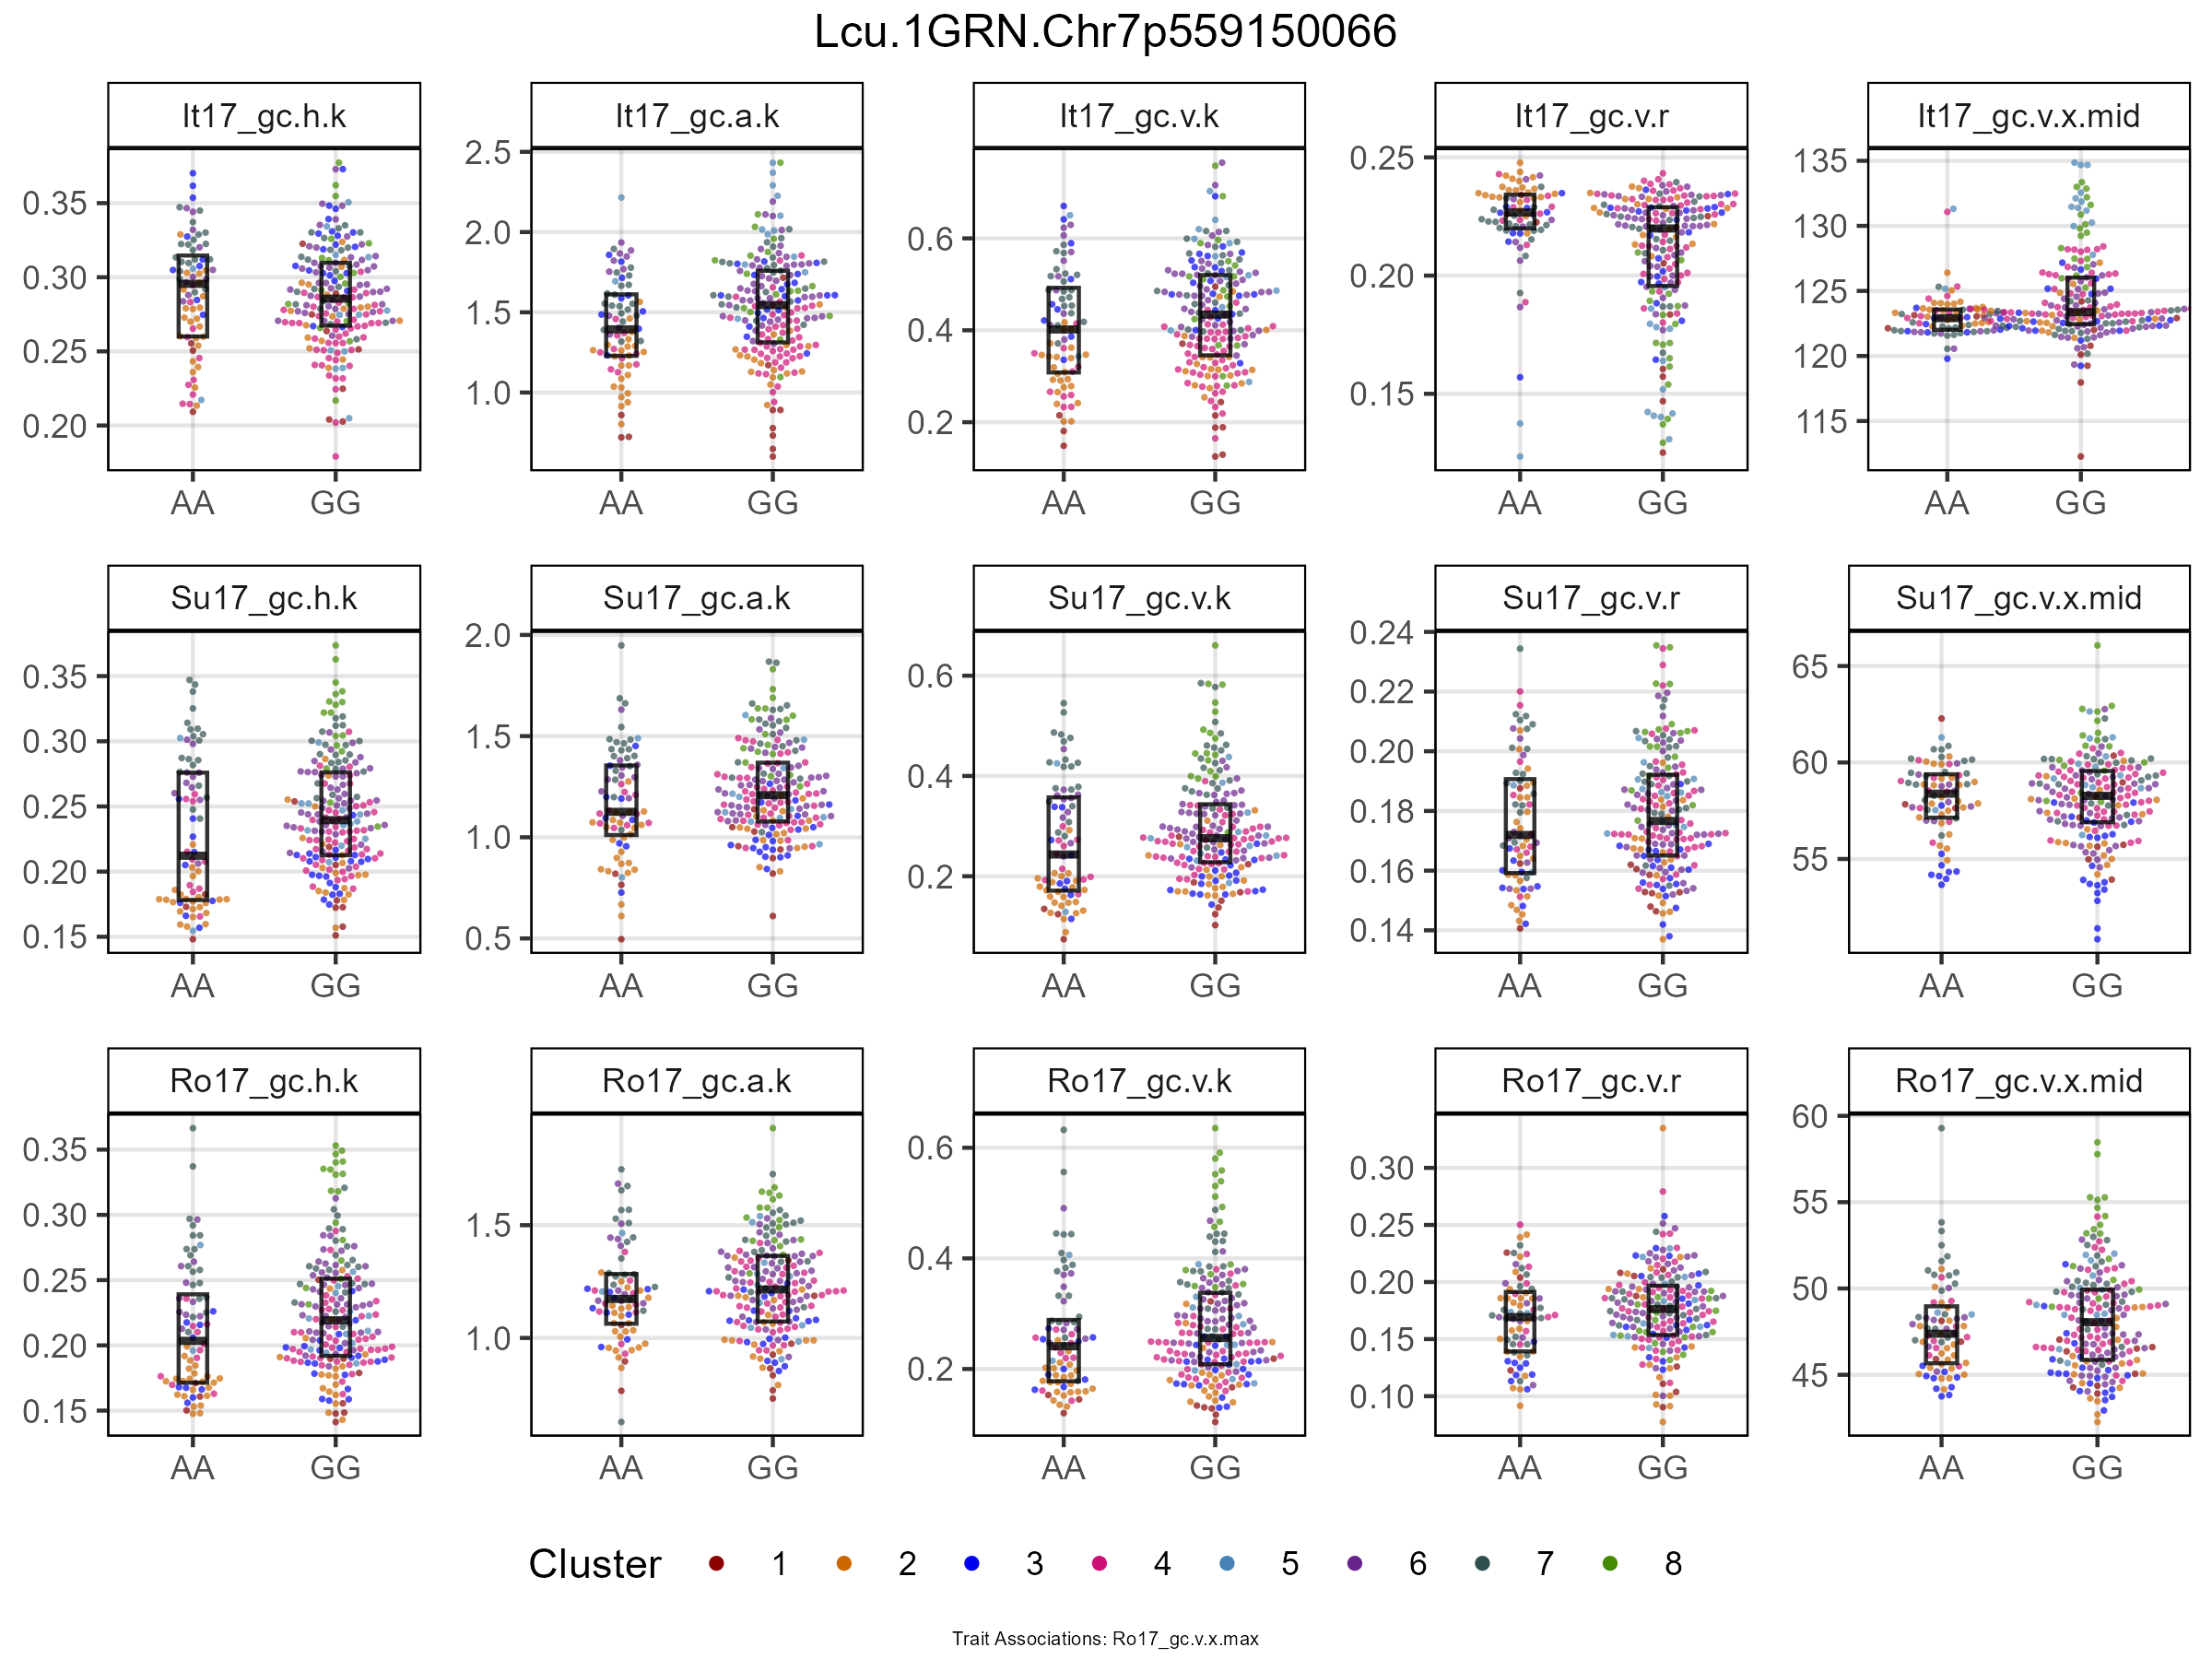 Lcu.1GRN.Chr7p559150066
It17_gc.h.k
It17_gc.a.k
It17_gc.v.k
It17_gc.v.r
It17_gc.v.x.mid
0.35
0.30
0.25
0.20
2.5
2.0
1.5
1.0
0.6
0.4
0.2
0.25
0.20
0.15
135
130
125
120
115
AA GG
AA GG
AA GG
AA GG
AA GG
Su17_gc.h.k
Su17_gc.a.k
Su17_gc.v.k
Su17_gc.v.r
Su17_gc.v.x.mid
0.35
0.30
0.25
0.20
0.15
2.0
1.5
1.0
0.5
0.6
0.4
0.2
0.24
0.22
0.20
0.18
0.16
0.14
65
60
55
AA GG
AA GG
AA GG
AA GG
AA GG
Ro17_gc.h.k
Ro17_gc.a.k
Ro17_gc.v.k
Ro17_gc.v.r
Ro17_gc.v.x.mid
0.35
0.30
0.25
0.20
0.15
1.5
1.0
0.6
0.4
0.2
0.30
0.25
0.20
0.15
0.10
60
55
50
45
AA GG
AA GG
AA GG
AA GG
AA GG
Cluster 1 2 3 4 5 6 7 8
Trait Associations: Ro17_gc.v.x.max